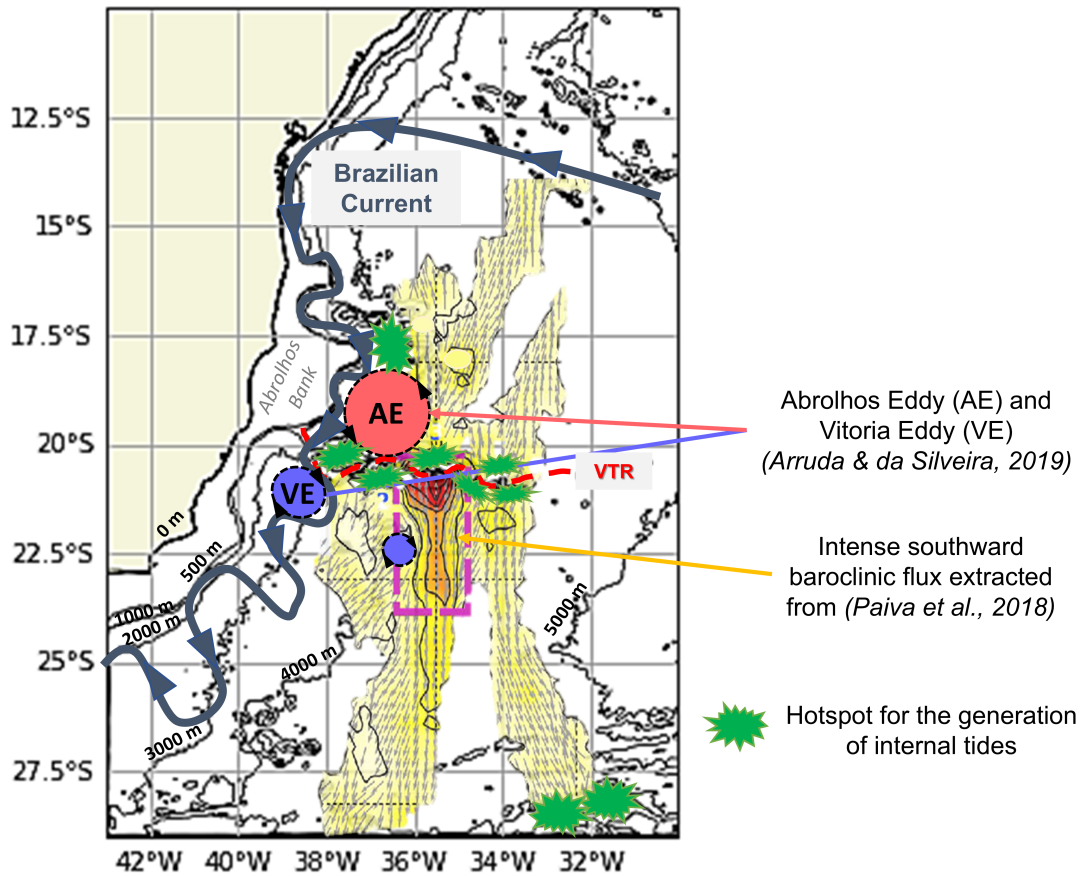 12.5°S
15°S
17.5°S
20°S
22.5°S
25°S
27.5°S
42°W
40°W
38°W
36°W
34°W
32°W
Brazilian
Current
Abrolhos
Bank
AE
VE
VTR
2
0 m
500 m
1000 m
2000 m
3000 m
4000 m
5000 m
Abrolhos Eddy (AE) and
Vitoria Eddy (VE)
(Arruda & da Silveira, 2019)
Intense southward
baroclinic flux extracted
from (Paiva et al., 2018)
Hotspot for the generation
of internal tides